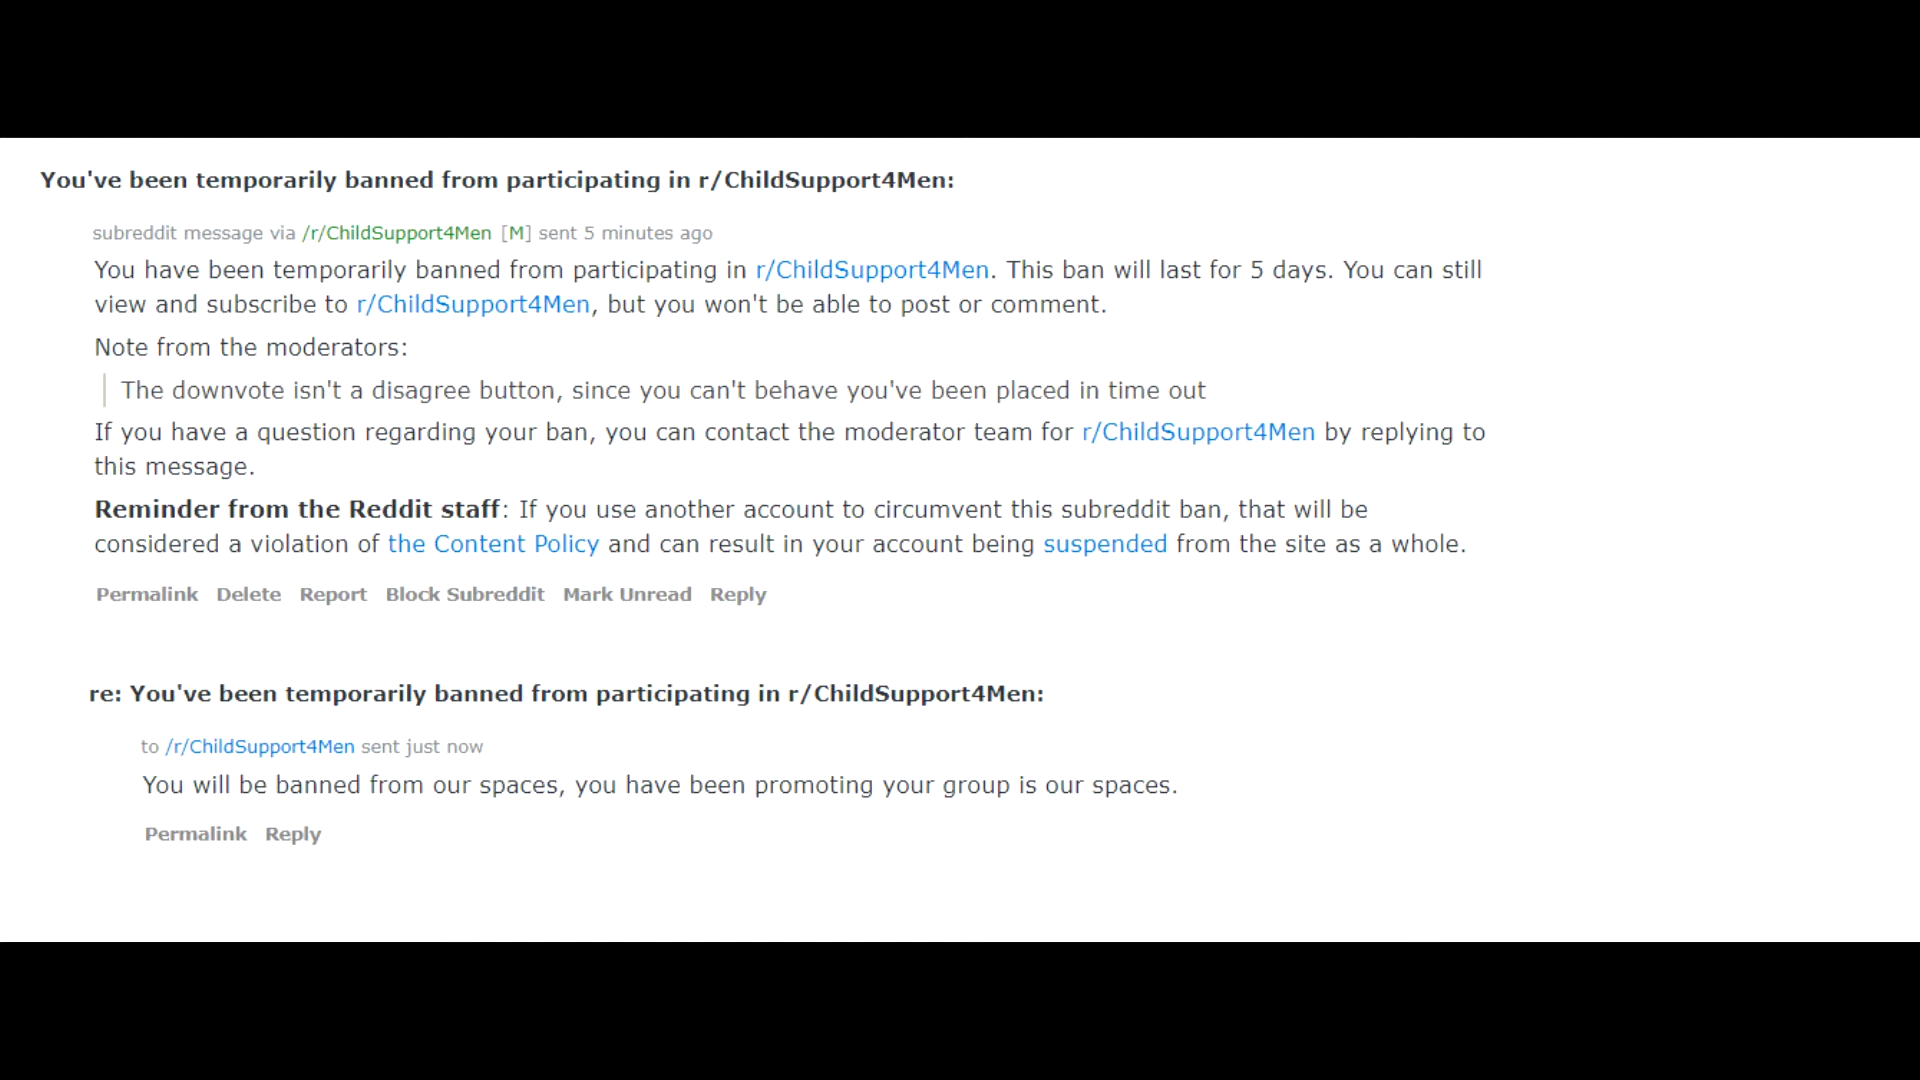 You've been temporarily banned from participating in r/ChildSupport4Men:
subreddit message via /r/ChildSupport4Men [M] sent 5 minutes ago
You have been temporarily banned from participating in r/ChildSupport4Men. This ban will last for 5 days. You can still
view and subscribe to r/ChildSupport4Men, but you won't be able to post or comment.
Note from the moderators:
The downvote isn't a disagree button, since you can't behave you've been placed in time out
If you have a question regarding your ban, you can contact the moderator team for r/ChildSupport4Men by replying to
this message.
Reminder from the Reddit staff: If you use another account to circumvent this subreddit ban, that will be
considered a violation of the Content Policy and can result in your account being suspended from the site as a whole.
Permalink Delete Report Block Subreddit Mark Unread Reply
re: You've been temporarily banned from participating in r/ChildSupport4Men:
to /r/ChildSupport4Men sent just now
You will be banned from our spaces, you have been promoting your group is our spaces.
Permalink Reply